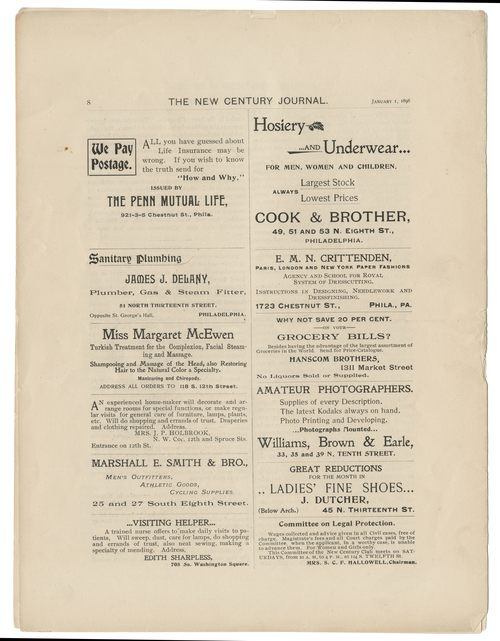 8
THE NEW CENTURY JOURNAL.
JANUARY 1, 1898
We Pay
Postage.
ALL you have guessed about
Life Insurance may be
wrong. If you wish to know
the truth send for
"How and Why,"
ISSUED BY
THE PENN MUTUAL LIFE,
921-3-5 Chestnut St., Phila.
Sanitary Plumbing
JAMES J. DELANY,
Plumber, Gas & Steam Fitter,
51 NORTH THIRTEENTH STREET.
Opposite St. George's Hall, PHILADELPHIA.
Miss Margaret McEwen
Turkish Treatment for the Complexion, Facial Steam-
ing and Massage.
Shampooing and Massage of the Head, also Restoring
Hair to the Natural Color a Specialty.
Manicuring and Chiropody.
ADDRESS ALL ORDERS TO 118 S. 12th Street.
AN experienced home-maker will decorate and ar-
range rooms for special functions, or make regu-
lar visits for general care of furniture, lamps, plants,
etc. Will do shopping and errands of trust. Draperies
and clothing repaired. Address,
MRS. J. P. HOLBROOK,
N. W. Cor. 12th and Spruce Sts.
Entrance on 12th St.
MARSHALL E. SMITH & BRO.,
MEN'S OUTFITTERS,
ATHLETIC GOODS,
CYCLING SUPPLIES.
25 and 27 South Eighth Street.
...VISITING HELPER...
A trained nurse offers to make daily visits to pa-
tients. Will sweep, dust, care for lamps, do shopping
and errands of trust, also neat sewing, making a
specialty of mending. Address,
EDITH SHARPLESS,
705 So. Washington Square.
Hosiery
...AND Underwear...
FOR MEN, WOMEN AND CHILDREN.
ALWAYS
Largest Stock
Lowest Prices
COOK & BROTHER,
49, 51 AND 53 N. EIGHTH ST.,
PHILADELPHIA.
E. M. N. CRITTENDEN,
PARIS, LONDON AND NEW YORK PAPER FASHIONS
AGENCY AND SCHOOL FOR ROYAL
SYSTEM OF DRESSCUTTING.
INSTRUCTIONS IN DESIGNING, NEEDLEWORK AND
DRESSFINISHING.
1723 CHESTNUT ST., PHILA., PA.
WHY NOT SAVE 20 PER CENT.
—ON YOUR—
GROCERY BILLS?
Besides having the advantage of the largest assortment of
Groceries in the World. Send for Price-Catalogue.
HANSCOM BROTHERS,
1311 Market Street
No Liquors Sold or Supplied.
AMATEUR PHOTOGRAPHERS.
Supplies of every Description.
The latest Kodaks always on hand.
Photo Printing and Developing.
...Photographs Mounted...
Williams, Brown & Earle,
33, 35 and 39 N. TENTH STREET.
GREAT REDUCTIONS
FOR THE MONTH IN
.. LADIES' FINE SHOES...
J. DUTCHER,
(Below Arch.) 45 N. THIRTEENTH ST.
Committee on Legal Protection.
Wages collected and advice given in all Civil cases, free of
charge. Magistrate's fees and all Court charges paid by the
Committee, when the applicant, in a worthy case, is unable
to advance them. For Women and Girls only.
This Committee of the New Century Club meets on SAT-
URDAYS, from 10 A. M. to 4 P. M., at 124 S. TWELFTH St.
MRS. S. C. F. HALLOWELL, Chairman.